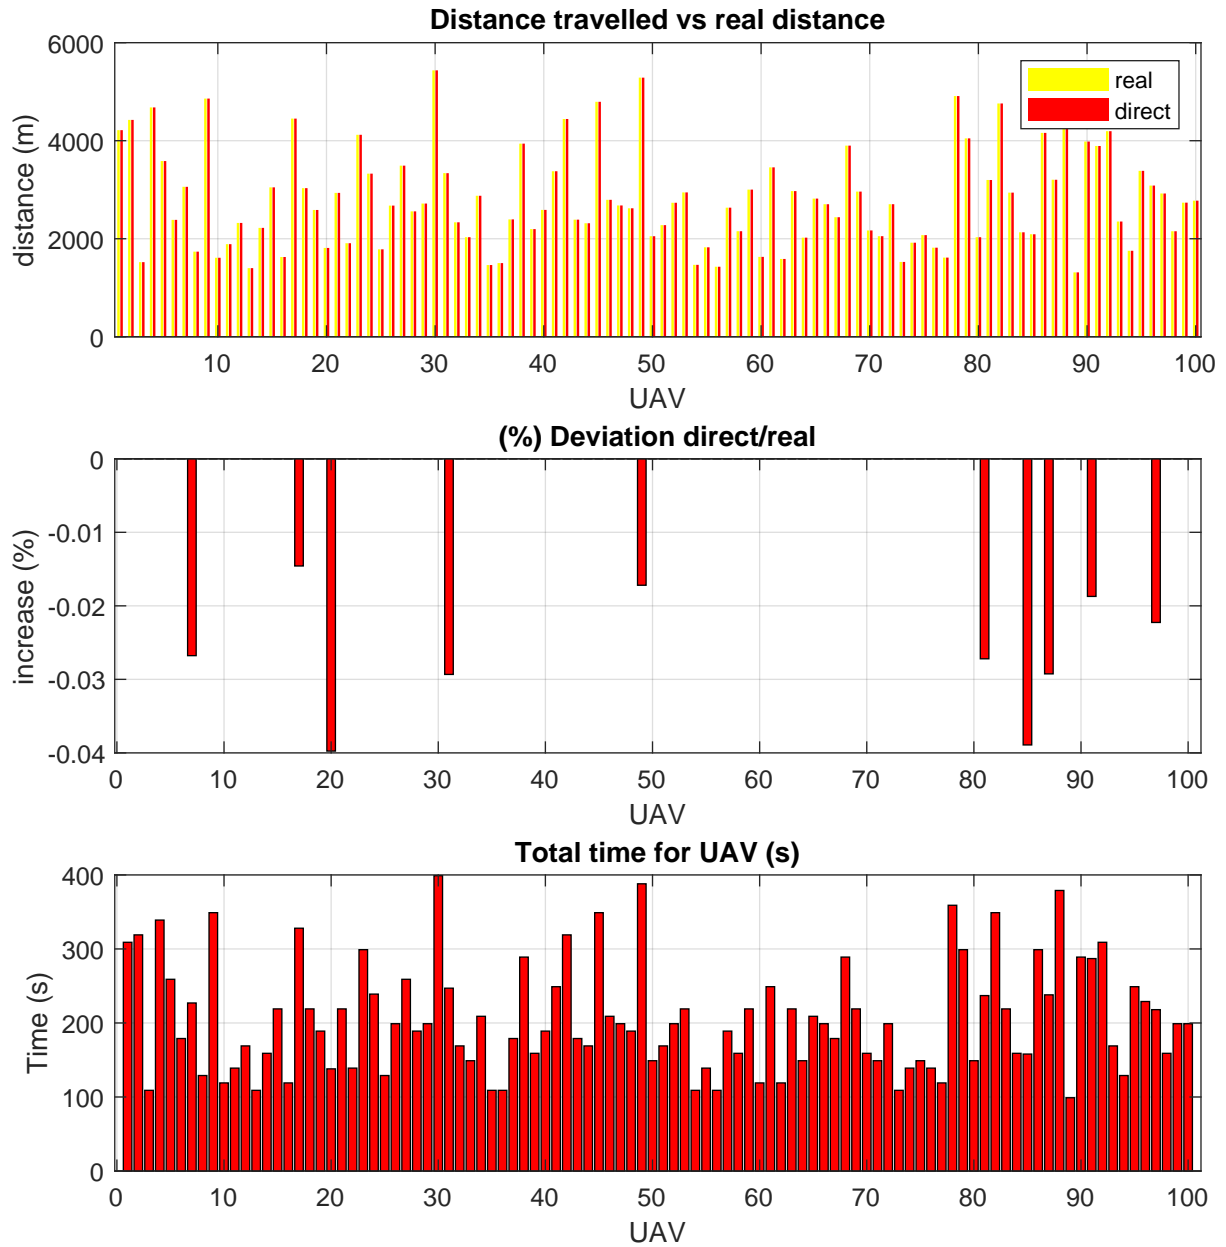 Distance travelled vs real distance
6000
4000
2000
0
distance (m)
real
direct
10 20 30 40 50 60 70 80 90 100
UAV
(%) Deviation direct/real
0
-0.01
-0.02
-0.03
-0.04
increase (%)
0 10 20 30 40 50 60 70 80 90 100
UAV
Total time for UAV (s)
400
300
200
100
0
Time (s)
0 10 20 30 40 50 60 70 80 90 100
UAV